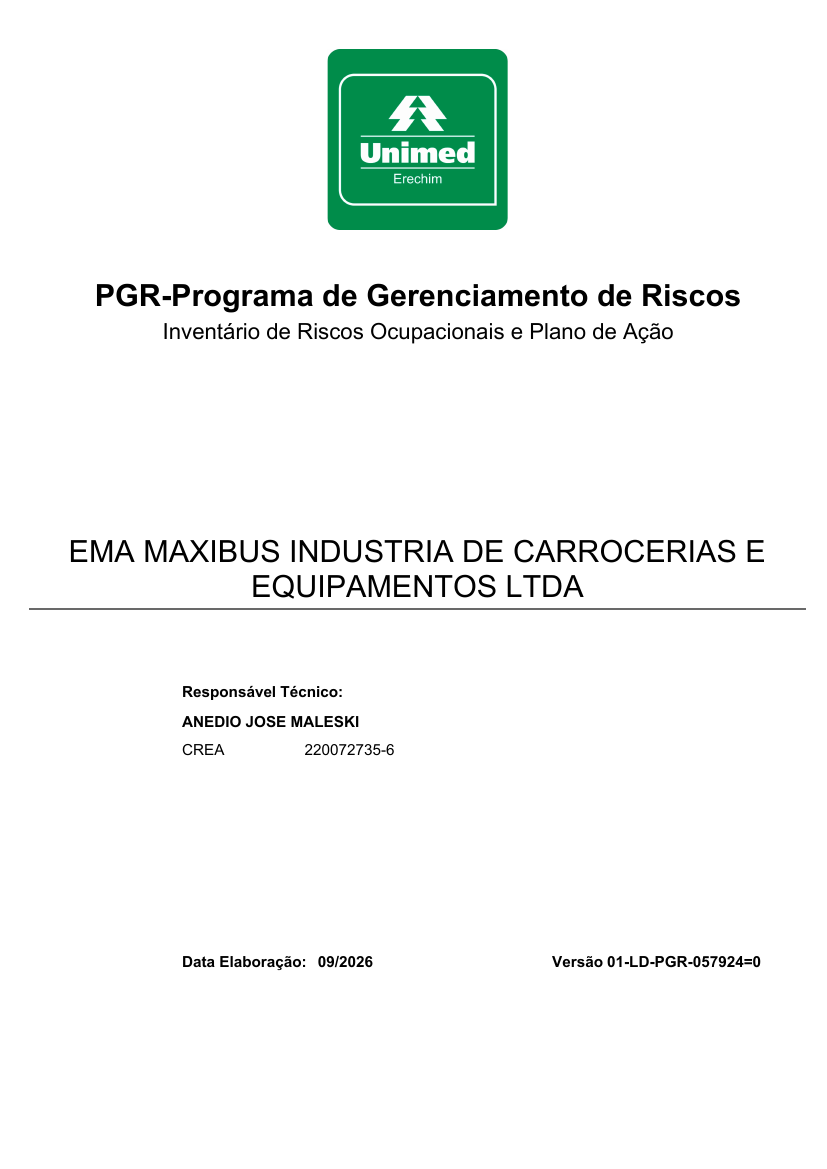 Unimed
Erechim
PGR-Programa de Gerenciamento de Riscos
Inventário de Riscos Ocupacionais e Plano de Ação
EMA MAXIBUS INDUSTRIA DE CARROCERIAS E
EQUIPAMENTOS LTDA
Responsável Técnico:
ANEDIO JOSE MALESKI
CREA 220072735-6
Data Elaboração: 09/2026 Versão 01-LD-PGR-057924=0